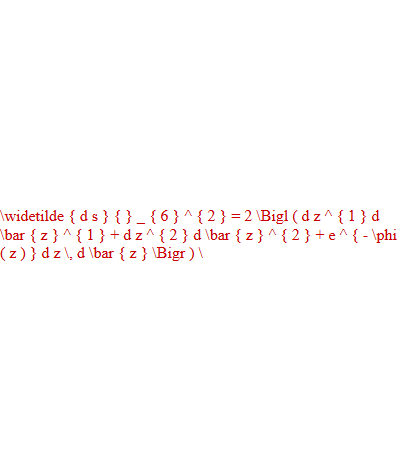 \widetilde { d s } { } _ { 6 } ^ { 2 } = 2 \Bigl ( d z ^ { 1 } d
\bar { z } ^ { 1 } + d z ^ { 2 } d \bar { z } ^ { 2 } + e ^ { - \phi
( z ) } d z \, d \bar { z } \Bigr ) \